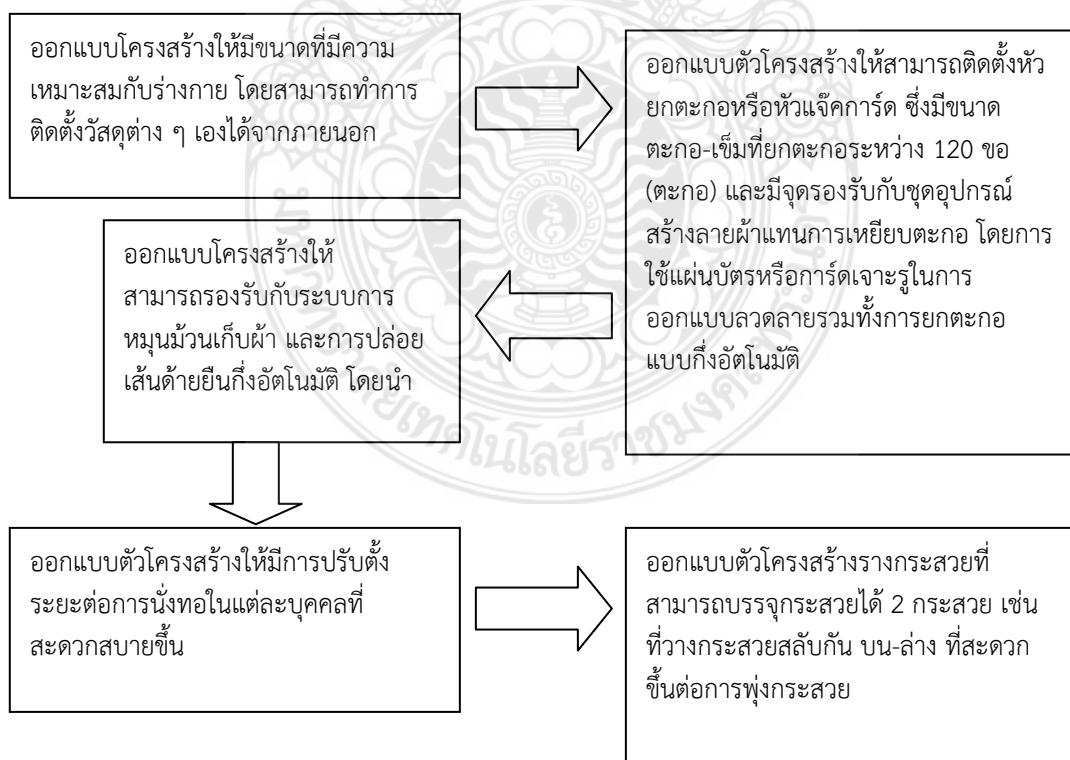 ออกแบบโครงสร้างให้มีขนาดที่มีความ
เหมาะสมกับร่างกาย โดยสามารถทำการ
ติดตั้งวัสดุต่าง ๆ เองได้จากภายนอก
ออกแบบตัวโครงสร้างให้สามารถติดตั้งหัว
ยกตะกอหรือหัวแจ๊คการ์ด ซึ่งมีขนาด
ตะกอ-เข็มที่ยกตะกอระหว่าง 120 ขอ
(ตะกอ) และมีจุดรองรับกับชุดอุปกรณ์
สร้างลายผ้าแทนการเหยียบตะกอ โดยการ
ใช้แผ่นบัตรหรือการ์ดเจาะรูในการ
ออกแบบลวดลายรวมทั้งการยกตะกอ
แบบกึ่งอัตโนมัติ
ออกแบบโครงสร้างให้
สามารถรองรับกับระบบการ
หมุนม้วนเก็บผ้า และการปล่อย
เส้นด้ายยืนกึ่งอัตโนมัติ โดยนำ
ออกแบบตัวโครงสร้างให้มีการปรับตั้ง
ระยะต่อการนั่งทอในแต่ละบุคคลที่
สะดวกสบายขึ้น
ออกแบบตัวโครงสร้างรางกระสวยที่
สามารถบรรจุกระสวยได้ 2 กระสวย เช่น
ที่วางกระสวยสลับกัน บน-ล่าง ที่สะดวก
ขึ้นต่อการพุ่งกระสวย